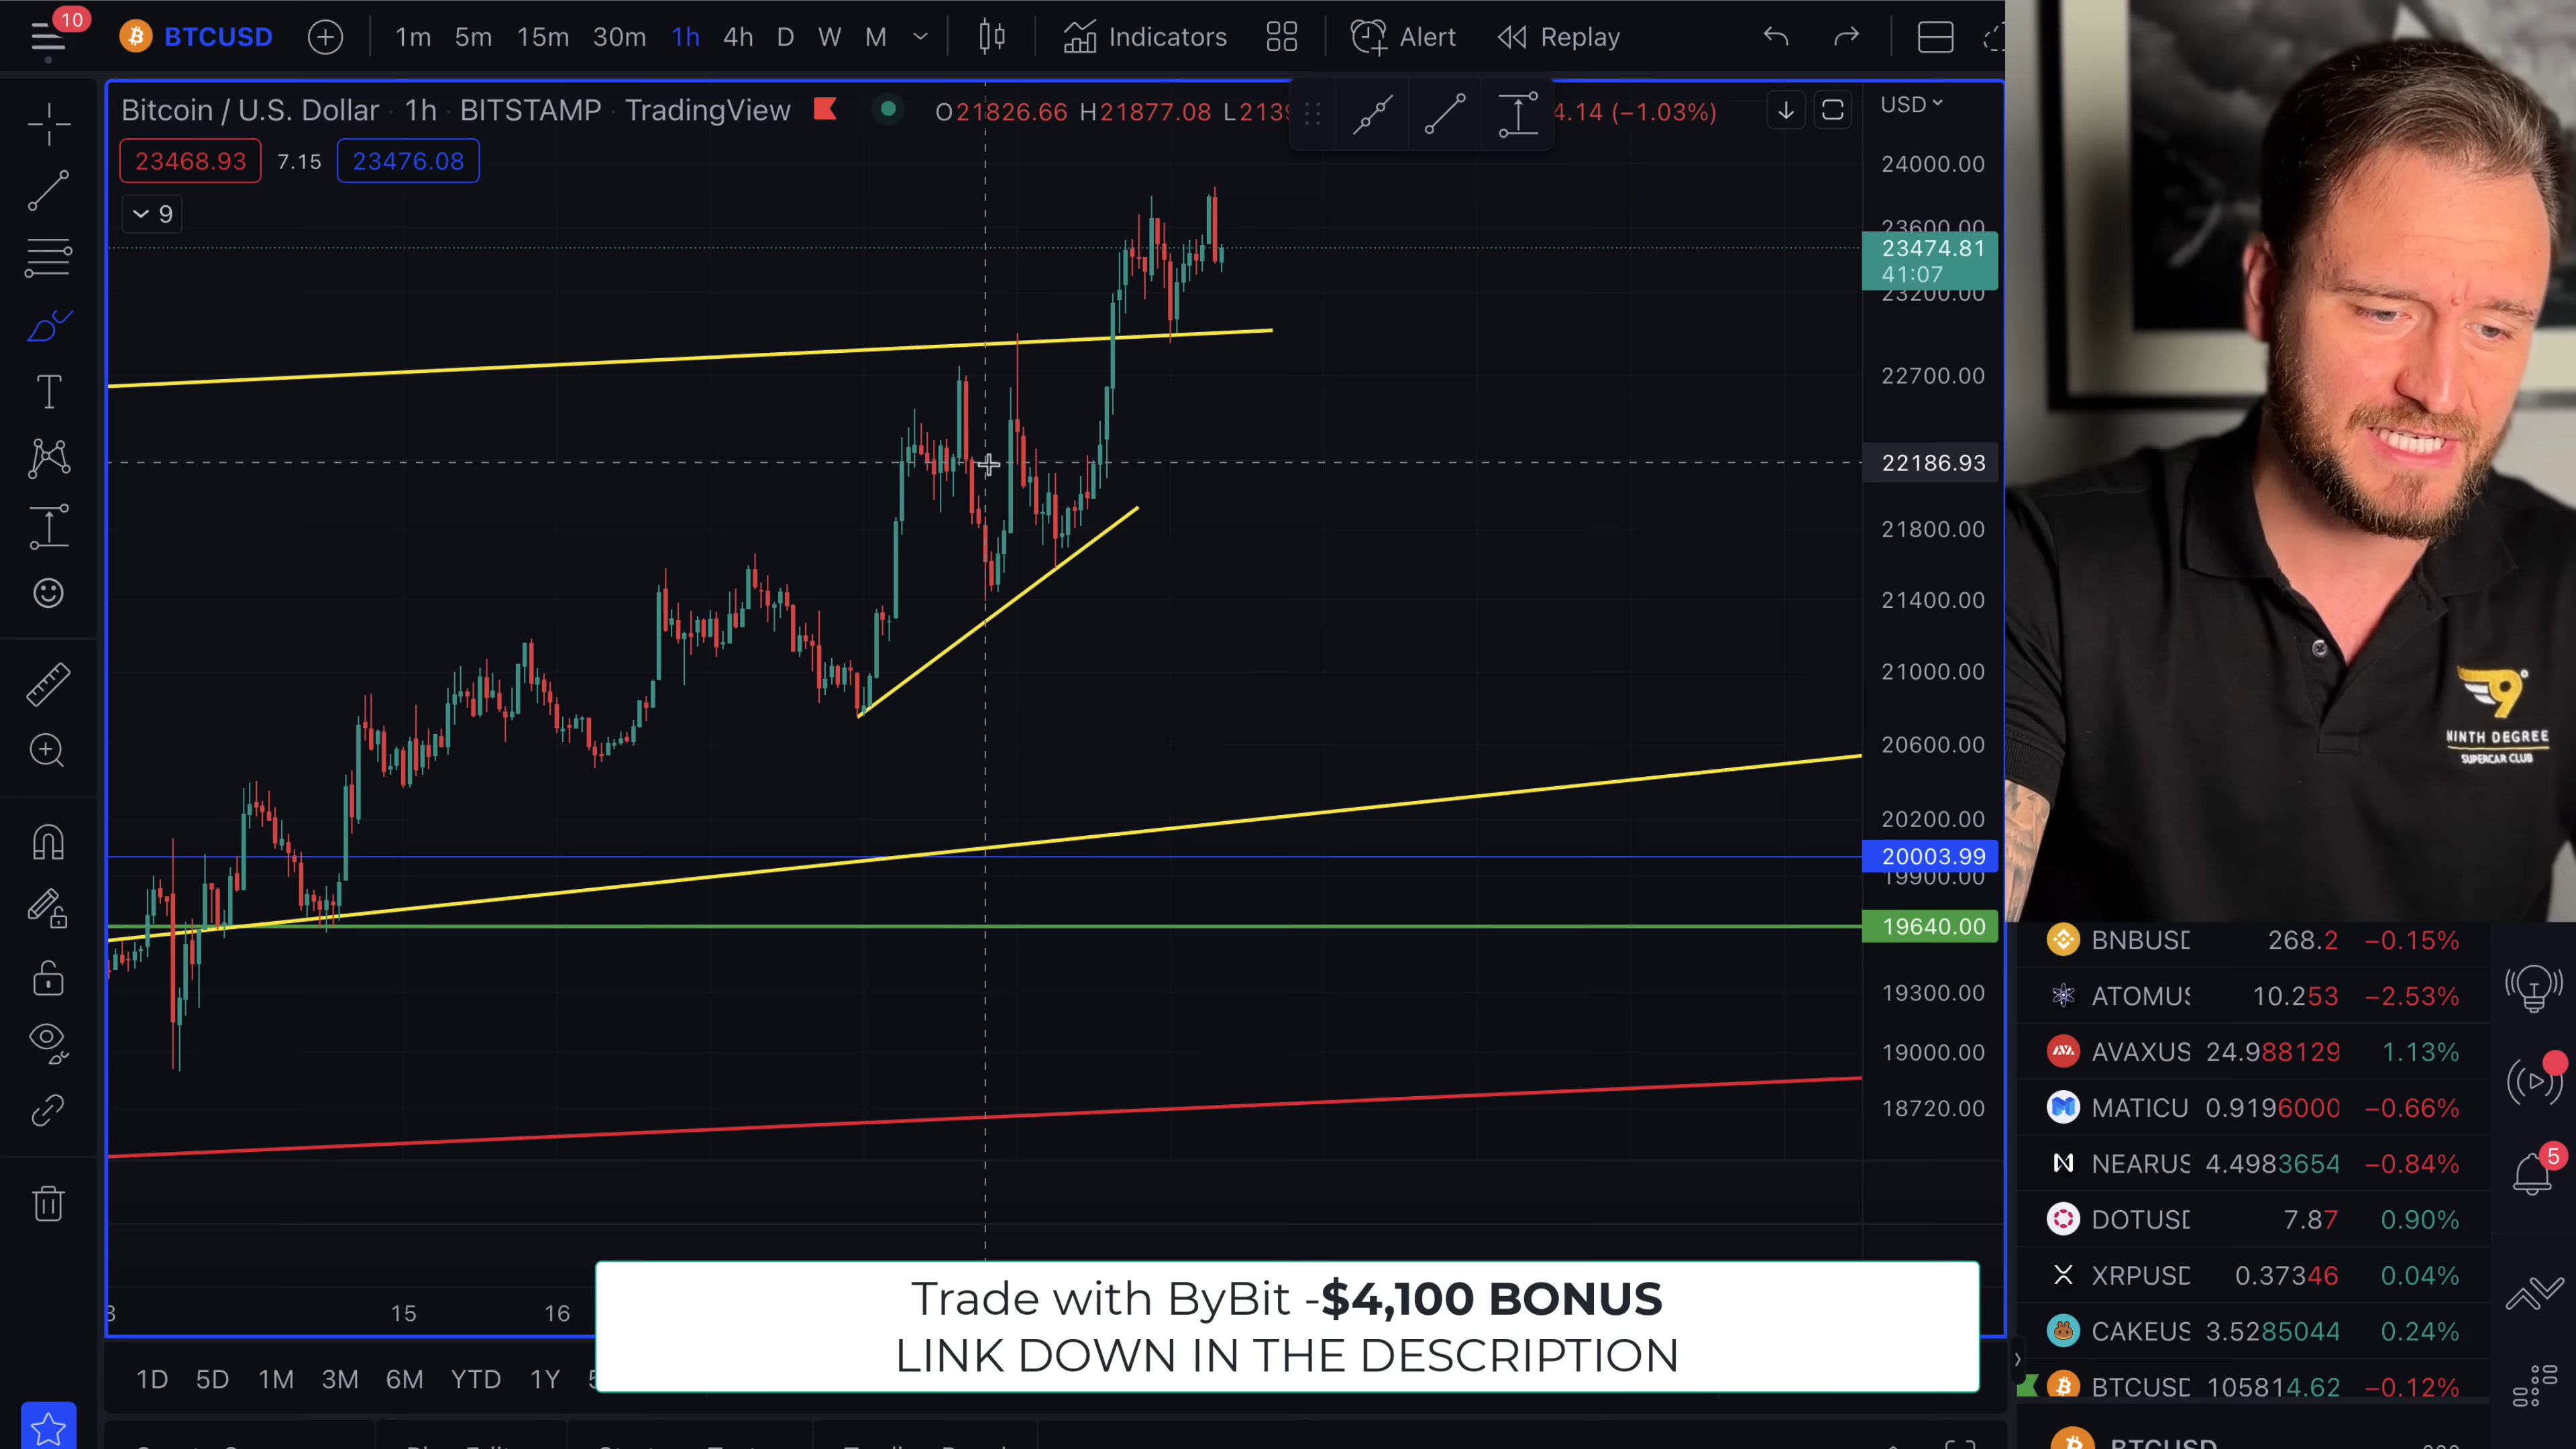 10
BTCUSD
1m 5m 15m 30m 1h 4h D W M
Indicators
Alert
Replay
Bitcoin / U.S. Dollar · 1h · BITSTAMP · TradingView
O21826.66 H21877.08 L2139
4.14 (−1.03%)
USD
23468.93 7.15 23476.08
9
24000.00
23600.00
23474.81
41:07
23200.00
22700.00
22186.93
21800.00
21400.00
21000.00
20600.00
20200.00
20003.99
19900.00
19640.00
19300.00
19000.00
18720.00
15 16
1D 5D 1M 3M 6M YTD 1Y
Trade with ByBit -$4,100 BONUS
LINK DOWN IN THE DESCRIPTION
9°
NINTH DEGREE
SUPERCAR CLUB
BNBUSD 268.2 −0.15%
ATOMUS 10.253 −2.53%
AVAXUS 24.988129 1.13%
MATICU 0.9196000 −0.66%
NEARUS 4.4983654 −0.84%
DOTUSD 7.87 0.90%
XRPUSD 0.37346 0.04%
CAKEUS 3.5285044 0.24%
BTCUSD 105814.62 −0.12%
BTCUSD
5